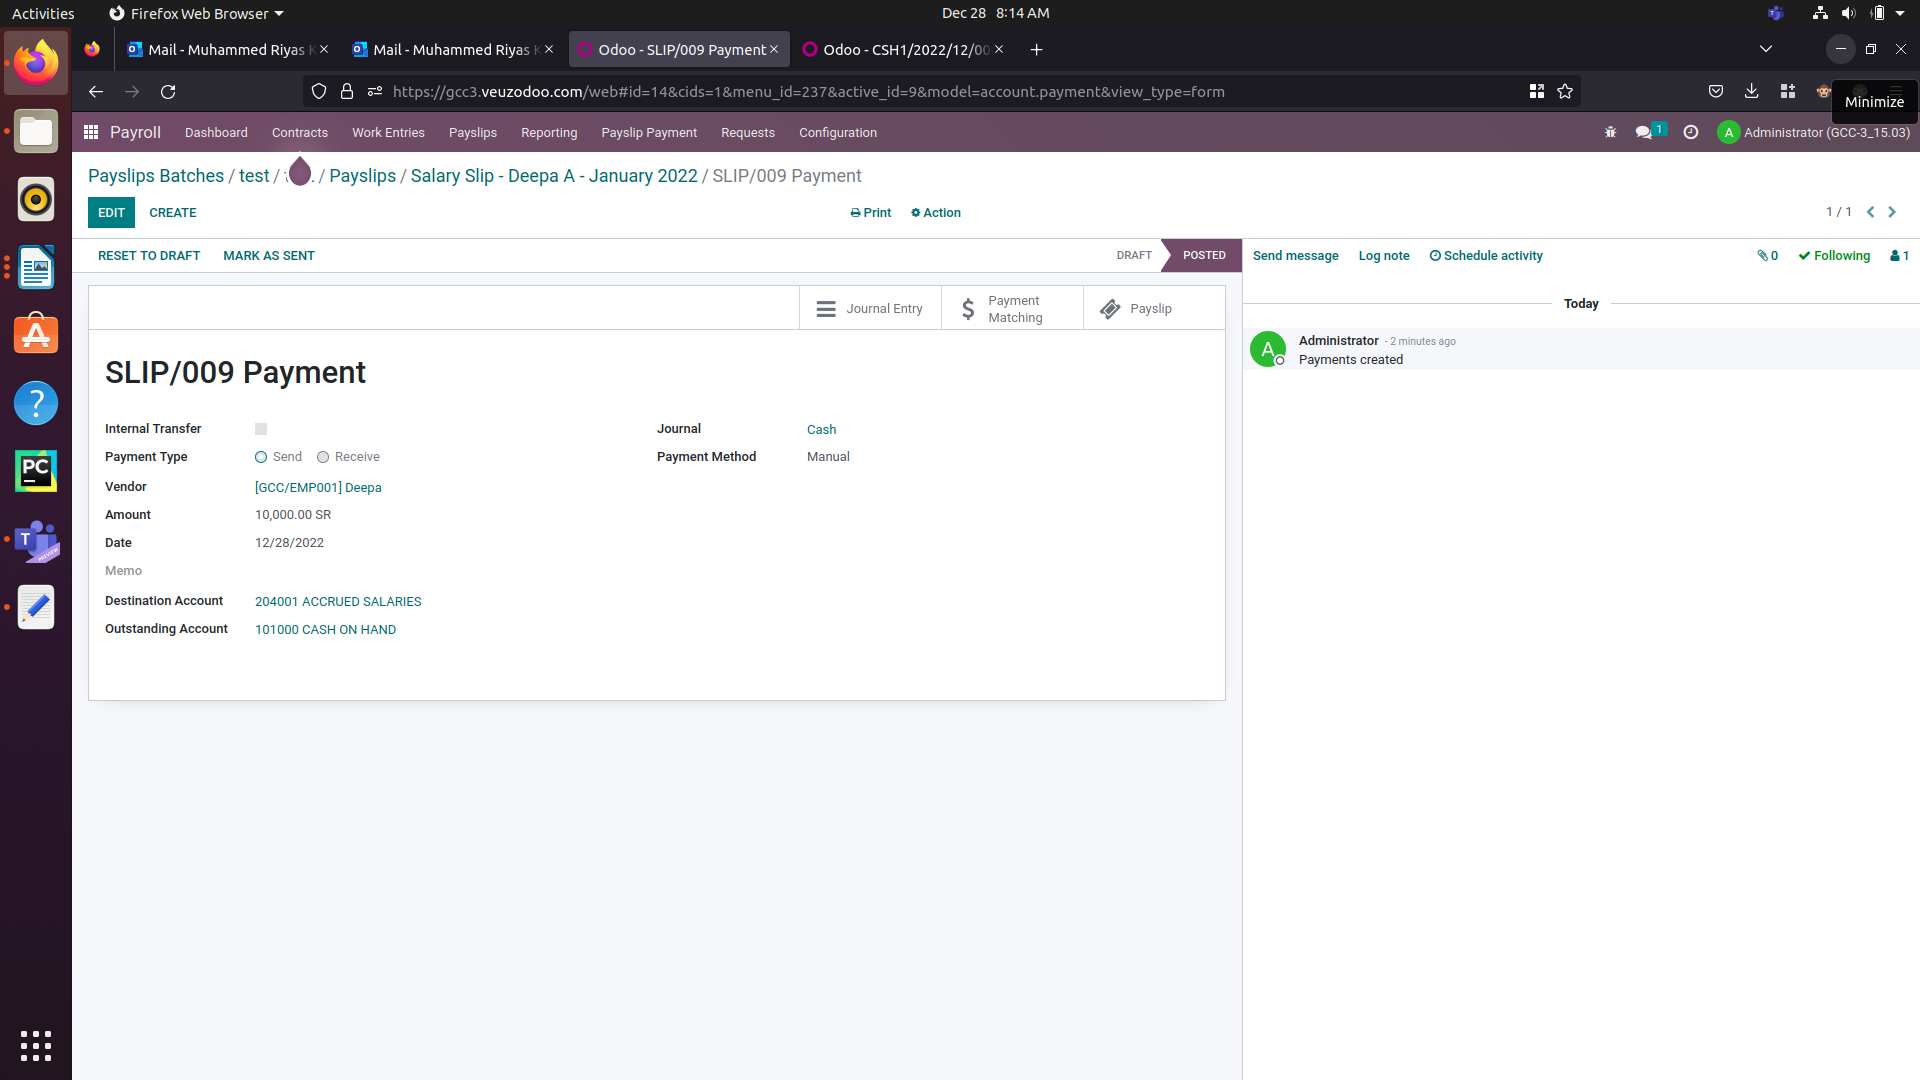 Activities
Firefox Web Browser
Dec 28 8:14 AM
Mail - Muhammed Riyas K
Mail - Muhammed Riyas K
Odoo - SLIP/009 Payment
Odoo - CSH1/2022/12/00
https://gcc3.veuzodoo.com/web#id=14&cids=1&menu_id=237&active_id=9&model=account.payment&view_type=form
Minimize
Payroll
Dashboard
Contracts
Work Entries
Payslips
Reporting
Payslip Payment
Requests
Configuration
1
A
Administrator (GCC-3_15.03)
Payslips Batches / test / / Payslips / Salary Slip - Deepa A - January 2022 / SLIP/009 Payment
EDIT
CREATE
Print
Action
1 / 1
RESET TO DRAFT
MARK AS SENT
DRAFT
POSTED
Send message
Log note
Schedule activity
0
Following
1
Journal Entry
Payment
Matching
Payslip
Today
A
Administrator - 2 minutes ago
Payments created
SLIP/009 Payment
Internal Transfer
Payment Type
Send
Receive
Vendor
[GCC/EMP001] Deepa
Amount
10,000.00 SR
Date
12/28/2022
Memo
Destination Account
204001 ACCRUED SALARIES
Outstanding Account
101000 CASH ON HAND
Journal
Cash
Payment Method
Manual
PC
T
PREVIEW